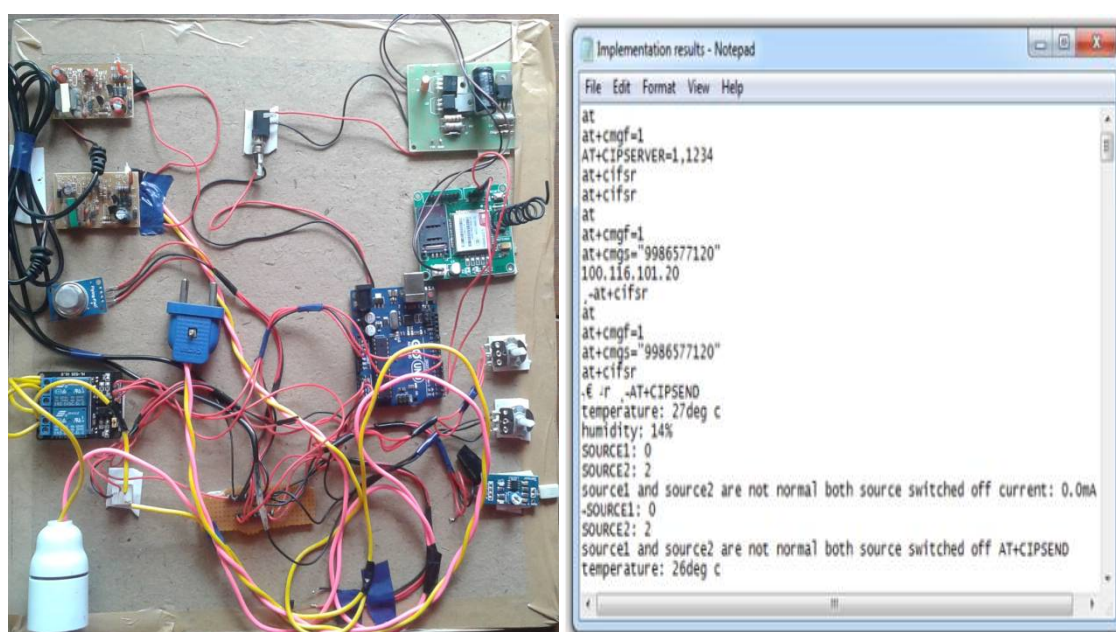 Implementation results - Notepad
File Edit Format View Help
at
at+cmgf=1
AT+CIPSERVER=1,1234
at+cifsr
at+cifsr
at
at+cmgf=1
at+cmgs="9986577120"
100.116.101.20
-at+cifsr
at
at+cmgf=1
at+cmgs="9986577120"
at+cifsr
-AT+CIPSEND
temperature: 27deg c
humidity: 14%
SOURCE1: 0
SOURCE2: 2
source1 and source2 are not normal both source switched off current: 0.0mA
-SOURCE1: 0
SOURCE2: 2
source1 and source2 are not normal both source switched off AT+CIPSEND
temperature: 26deg c